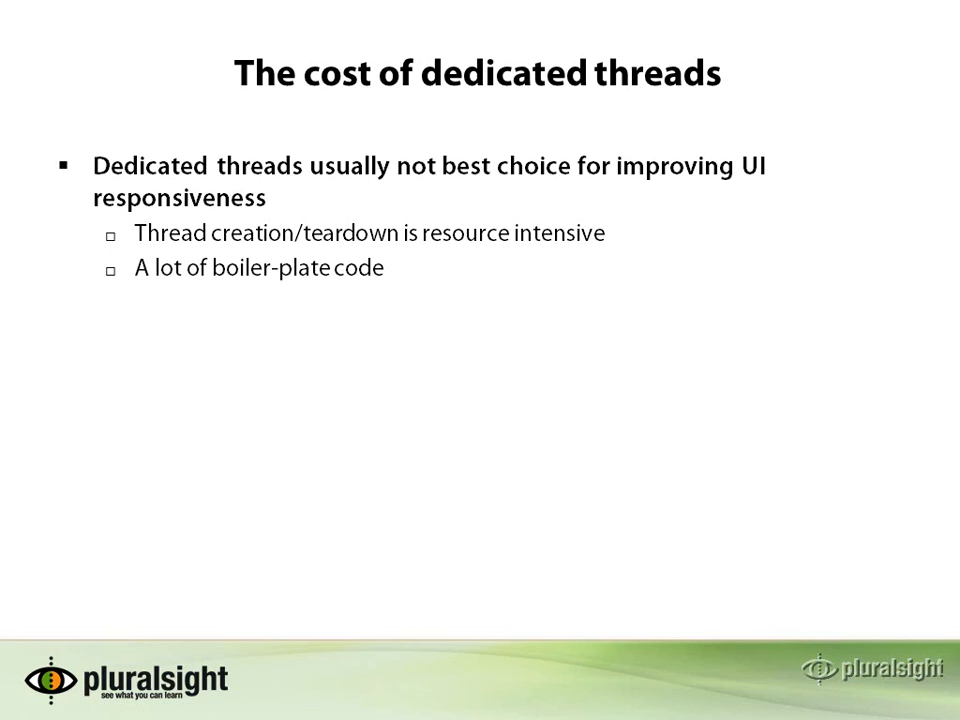 The cost of dedicated threads
▪ Dedicated threads usually not best choice for improving UI
responsiveness
□ Thread creation/teardown is resource intensive
□ A lot of boiler-plate code
pluralsight
see what you can learn
pluralsight